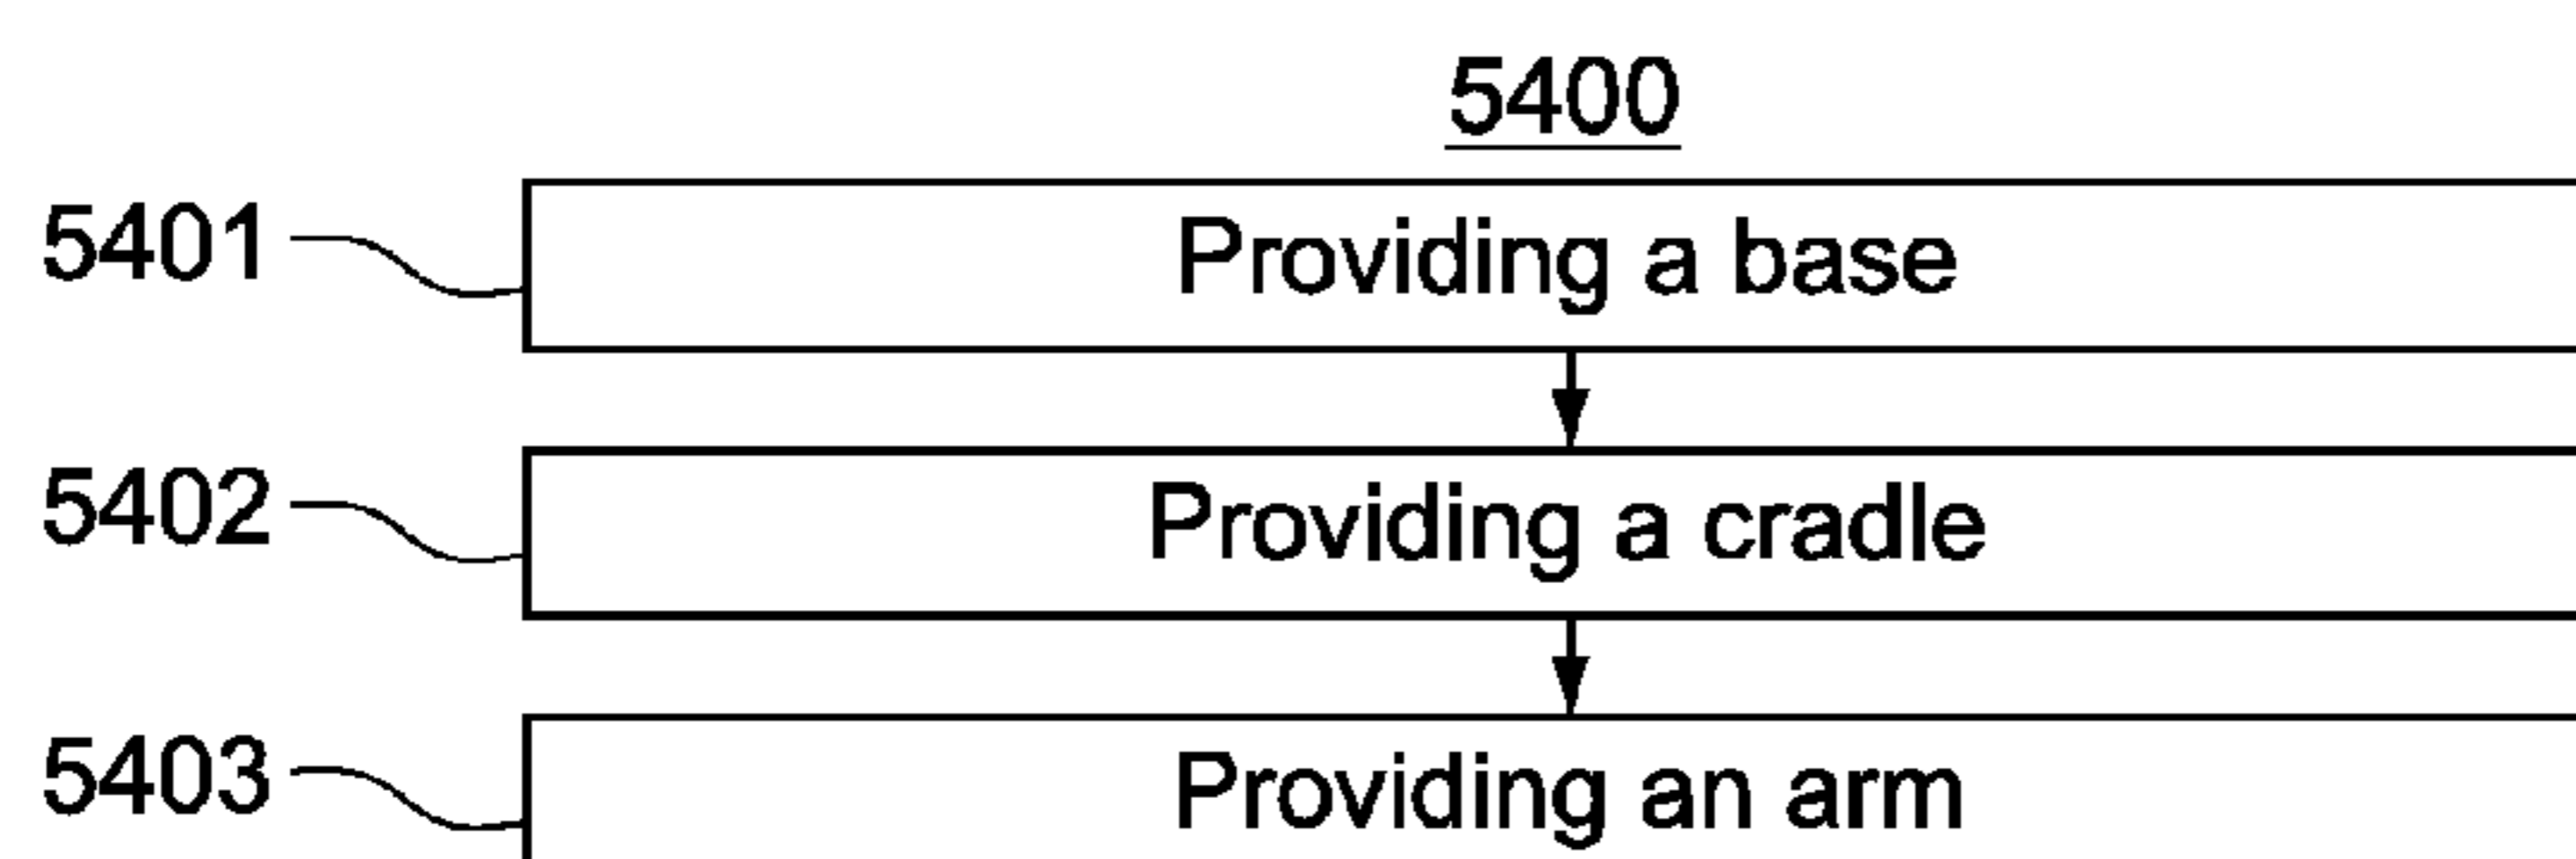 5400
5401 Providing a base
5402 Providing a cradle
5403 Providing an arm